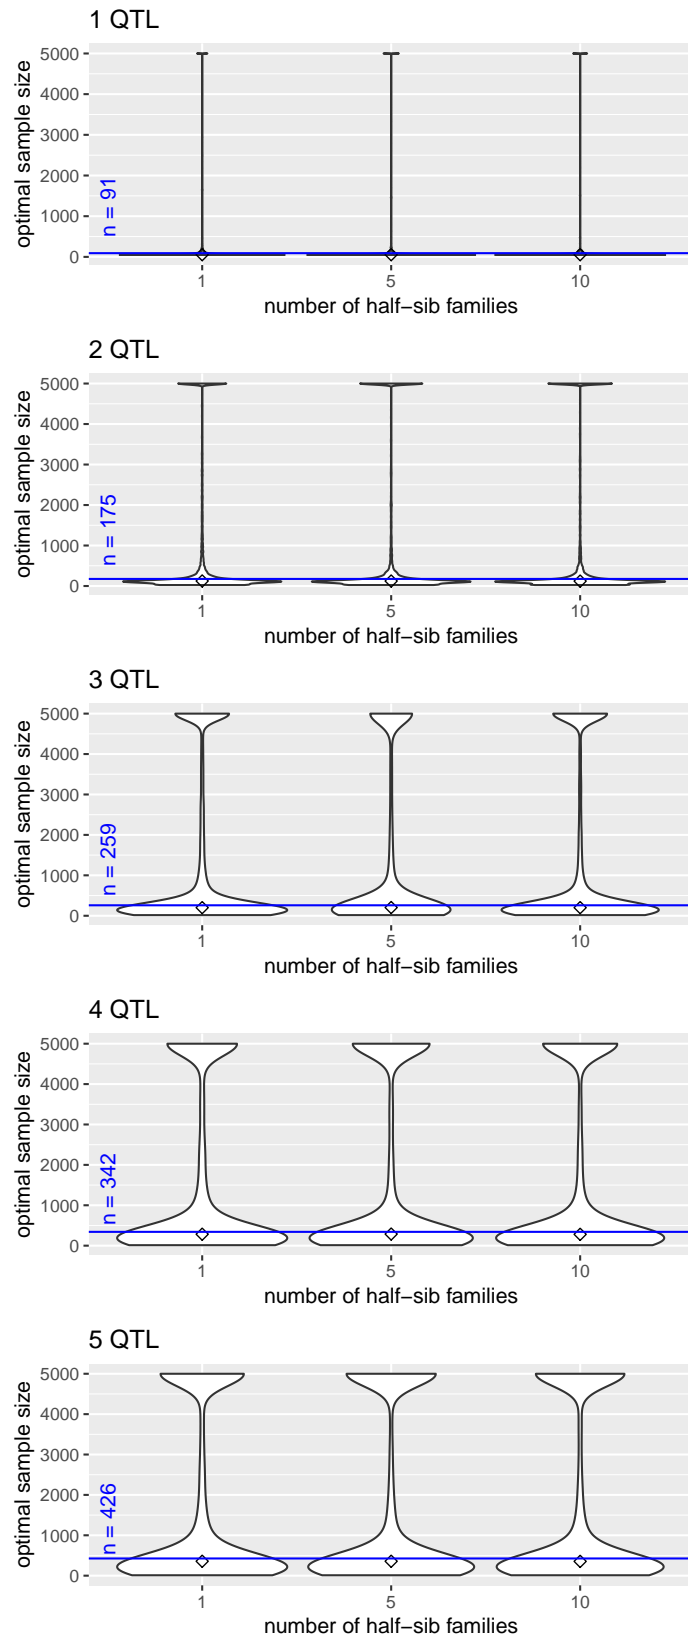 1 QTL
optimal sample size
5000
4000
3000
2000
1000
0
n = 91
1 5 10
number of half−sib families
2 QTL
optimal sample size
5000
4000
3000
2000
1000
0
n = 175
1 5 10
number of half−sib families
3 QTL
optimal sample size
5000
4000
3000
2000
1000
0
n = 259
1 5 10
number of half−sib families
4 QTL
optimal sample size
5000
4000
3000
2000
1000
0
n = 342
1 5 10
number of half−sib families
5 QTL
optimal sample size
5000
4000
3000
2000
1000
0
n = 426
1 5 10
number of half−sib families